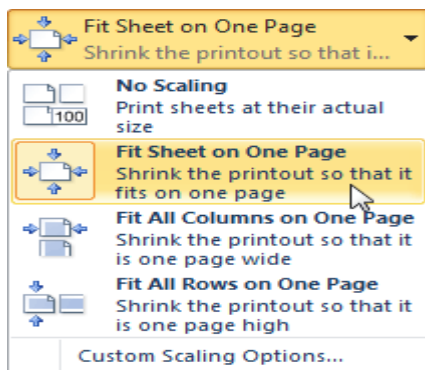 Fit Sheet on One Page
Shrink the printout so that i...
No Scaling
Print sheets at their actual
size
100
Fit Sheet on One Page
Shrink the printout so that it
fits on one page
Fit All Columns on One Page
Shrink the printout so that it
is one page wide
Fit All Rows on One Page
Shrink the printout so that it
is one page high
Custom Scaling Options...